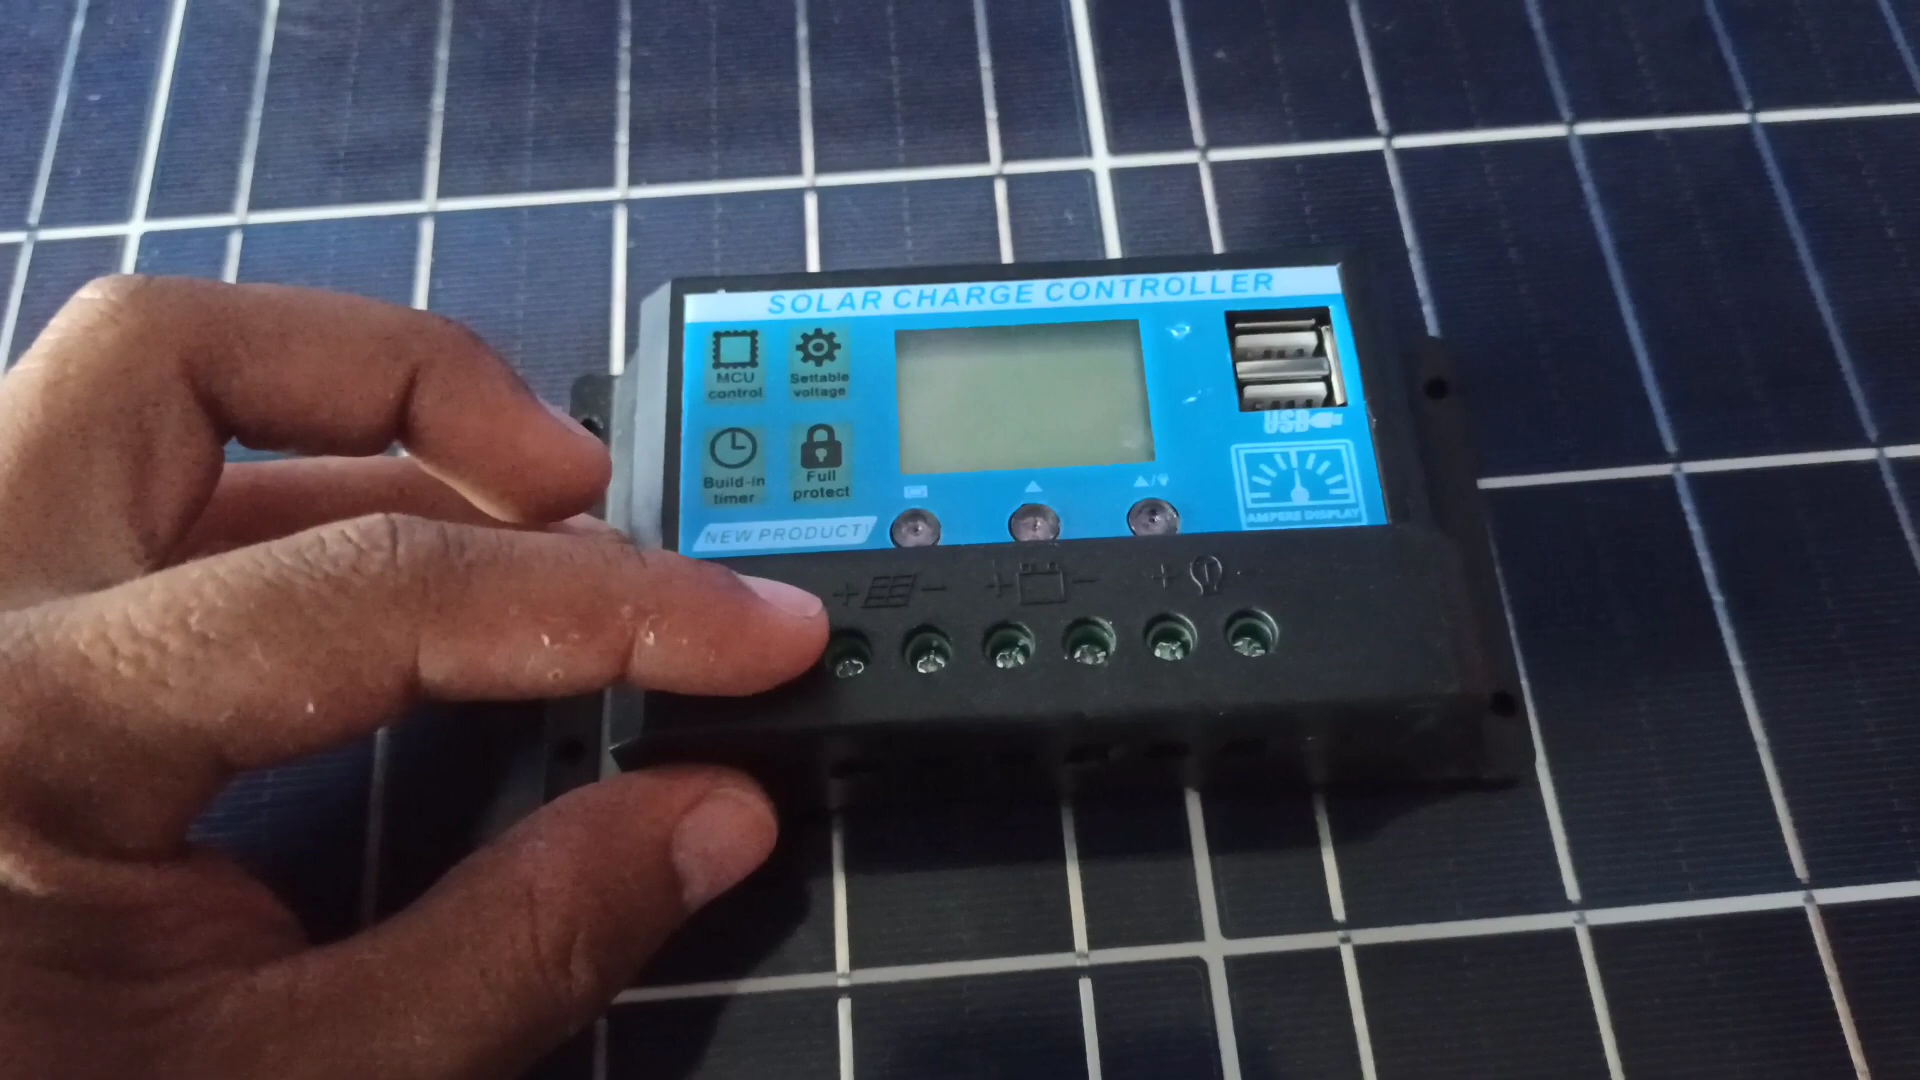 SOLAR CHARGE CONTROLLER
MCU
control
Settable
voltage
Build-in
timer
Full
protect
USB
AMPERE DISPLAY
NEW PRODUCT!
+ -
+ -
+ -